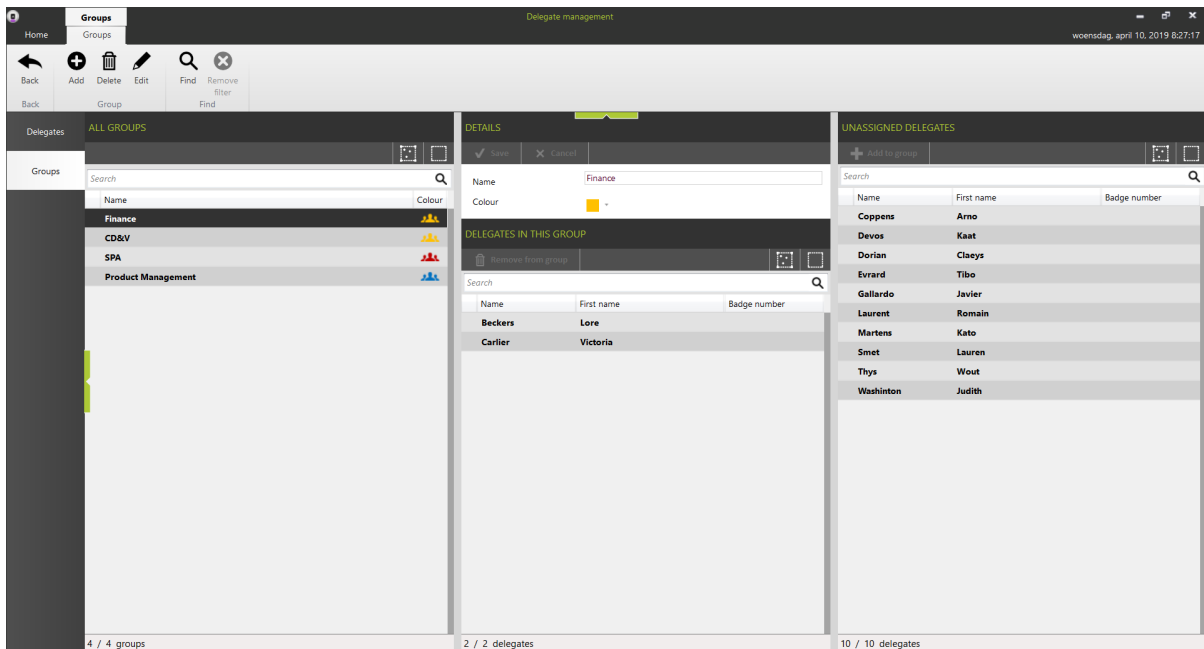 Groups
Delegate management
Home
Groups
woensdag, april 10, 2019 8:27:17
Back
Add
Delete
Edit
Find
Remove filter
Back
Group
Find
Delegates
Groups
ALL GROUPS
Search
Name Colour
Finance
CD&V
SPA
Product Management
4 / 4 groups
DETAILS
Save
Cancel
Name Finance
Colour
DELEGATES IN THIS GROUP
Remove from group
Search
Name First name Badge number
Beckers Lore
Carlier Victoria
2 / 2 delegates
UNASSIGNED DELEGATES
Add to group
Search
Name First name Badge number
Coppens Arno
Devos Kaat
Dorian Claeys
Evrard Tibo
Gallardo Javier
Laurent Romain
Martens Kato
Smet Lauren
Thys Wout
Washinton Judith
10 / 10 delegates